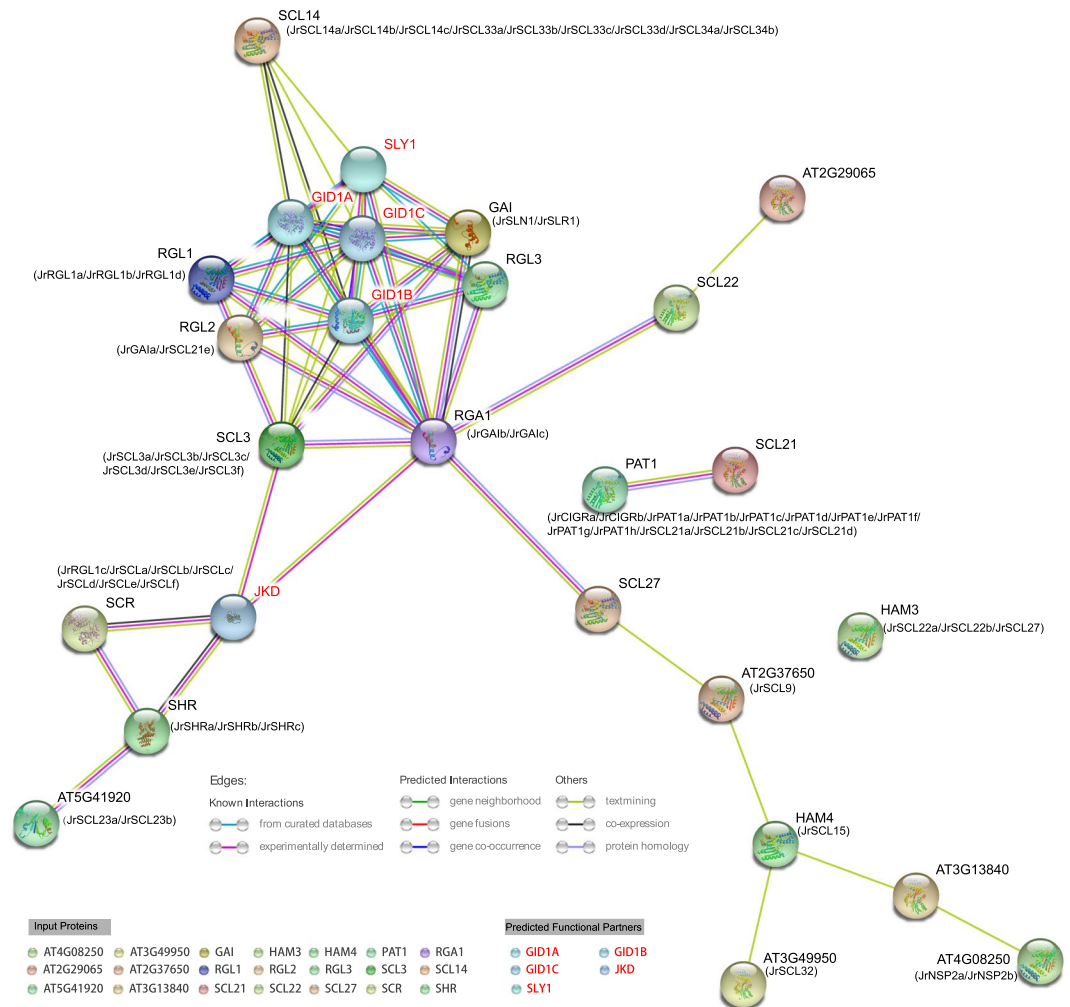 SCL14
(JrSCL14a/JrSCL14b/JrSCL14c/JrSCL33a/JrSCL33b/JrSCL33c/JrSCL33d/JrSCL34a/JrSCL34b)
SLY1
AT2G29065
GID1A
GID1C
GAI
(JrSLN1/JrSLR1)
RGL1
(JrRGL1a/JrRGL1b/JrRGL1d)
RGL3
SCL22
GID1B
RGL2
(JrGAIa/JrSCL21e)
RGA1
(JrGAIb/JrGAIc)
SCL3
(JrSCL3a/JrSCL3b/JrSCL3c/
JrSCL3d/JrSCL3e/JrSCL3f)
PAT1
SCL21
(JrCIGRa/JrCIGRb/JrPAT1a/JrPAT1b/JrPAT1c/JrPAT1d/JrPAT1e/JrPAT1f/
JrPAT1g/JrPAT1h/JrSCL21a/JrSCL21b/JrSCL21c/JrSCL21d)
(JrRGL1c/JrSCLa/JrSCLb/JrSCLc/
JrSCLd/JrSCLe/JrSCLf)
SCR
JKD
SCL27
HAM3
(JrSCL22a/JrSCL22b/JrSCL27)
AT2G37650
(JrSCL9)
SHR
(JrSHRa/JrSHRb/JrSHRc)
AT5G41920
(JrSCL23a/JrSCL23b)
Edges:
Known Interactions
from curated databases
experimentally determined
Predicted Interactions
gene neighborhood
gene fusions
gene co-occurrence
Others
textmining
co-expression
protein homology
HAM4
(JrSCL15)
AT3G13840
AT3G49950
(JrSCL32)
AT4G08250
(JrNSP2a/JrNSP2b)
Input Proteins
AT4G08250 AT3G49950 GAI HAM3 HAM4 PAT1 RGA1
AT2G29065 AT2G37650 RGL1 RGL2 RGL3 SCL3 SCL14
AT5G41920 AT3G13840 SCL21 SCL22 SCL27 SCR SHR
Predicted Functional Partners
GID1A GID1B
GID1C JKD
SLY1